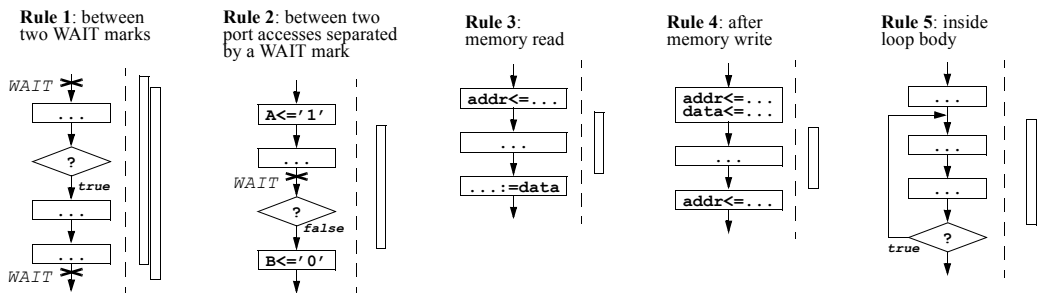 Rule 1: between
two WAIT marks
WAIT
...
?
true
...
...
WAIT
Rule 2: between two
port accesses separated
by a WAIT mark
A<='1'
...
WAIT
?
false
B<='0'
Rule 3:
memory read
addr<=...
...
...:=data
Rule 4: after
memory write
addr<=...
data<=...
...
addr<=...
Rule 5: inside
loop body
...
...
...
?
true